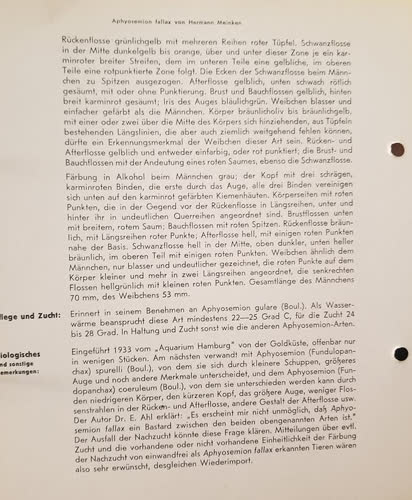 Aphyosemion fallax von Hermann Meinken
Rückenflosse grünlichgelb mit mehreren Reihen roter Tüpfel. Schwanzflosse
in der Mitte dunkelgelb bis orange, über und unter dieser Zone je ein kar-
minroter breiter Streifen, dem im unteren Teile eine gelbliche, im oberen
Teile eine rotpunktierte Zone folgt. Die Ecken der Schwanzflosse beim Männ-
chen zu Spitzen ausgezogen. Afterflosse gelblich, unten schwach rötlich
gesäumt, mit oder ohne Punktierung. Brust und Bauchflossen gelblich, hinten
breit karminrot gesäumt; Iris des Auges bläulichgrün. Weibchen blasser und
einfacher gefärbt als die Männchen. Körper bräunlicholiv bis bräunlichgelb,
mit einer oder zwei über die Mitte des Körpers sich hinziehenden, aus Tüpfeln
bestehenden Längslinien, die aber auch ziemlich weitgehend fehlen können,
dürfte ein Erkennungsmerkmal der Weibchen dieser Art sein. Rücken- und
Afterflosse gelblich und entweder einfarbig, oder rot punktiert; die Brust- und
Bauchflossen mit der Andeutung eines roten Saumes, ebenso die Schwanzflosse.
Färbung in Alkohol beim Männchen grau; der Kopf mit drei schrägen,
karminroten Binden, die erste durch das Auge, alle drei Binden vereinigen
sich unten auf den karminrot gefärbten Kiemenhäuten. Körperseiten mit roten
Punkten, die in der Gegend vor der Rückenflosse in Längsreihen, unter und
hinter ihr in undeutlichen Querreihen angeordnet sind. Brustflossen unten
mit breitem, rotem Saum; Bauchflossen mit roten Spitzen. Rückenflosse bräun-
lich, mit Längsreihen roter Punkte; Afterflosse hell, mit einigen roten Punkten
nahe der Basis. Schwanzflosse hell in der Mitte, oben dunkler, unten heller
bräunlich, im oberen Teil mit einigen roten Punkten. Weibchen ähnlich dem
Männchen, nur blasser und undeutlicher gezeichnet, die roten Punkte auf dem
Körper kleiner und mehr in zwei Längsreihen angeordnet, die senkrechten
Flossen hellgrünlich mit kleinen roten Punkten. Gesamtlänge des Männchens
70 mm, des Weibchens 53 mm.
flege und Zucht: Erinnert in seinem Benehmen an Aphyosemion gulare (Boul.). Als Wasser-
wärme beansprucht diese Art mindestens 22—25 Grad C, für die Zucht 24
bis 28 Grad. In Haltung und Zucht sonst wie die anderen Aphyosemion-Arten.
iologisches
nd sonstige
emerkungen:
Eingeführt 1933 vom „Aquarium Hamburg" von der Goldküste, offenbar nur
in wenigen Stücken. Am nächsten verwandt mit Aphyosemion (Fundulopan-
chax) spurelli (Boul.), von dem es sich durch kleinere Schuppen, größeres
Auge und noch andere Merkmale unterscheidet, und dem Aphyosemion (Fun-
dopanchax) coeruleum (Boul.), von dem sie unterschieden werden kann durch
den niedrigeren Körper, den kürzeren Kopf, das größere Auge, weniger Flos-
senstrahlen in der Rücken- und Afterflosse, andere Gestalt der Afterflosse usw.
Der Autor Dr. E. Ahl erklärt: „Es erscheint mir nicht unmöglich, daß Aphyo-
semion fallax ein Bastard zwischen den beiden obengenannten Arten ist."
Der Ausfall der Nachzucht könnte diese Frage klären. Mitteilungen über evtl.
Zucht und die vorhandene oder nicht vorhandene Einheitlichkeit der Färbung
der Nachzucht von einwandfrei als Aphyosemion fallax erkannten Tieren wären
also sehr erwünscht, desgleichen Wiederimport.